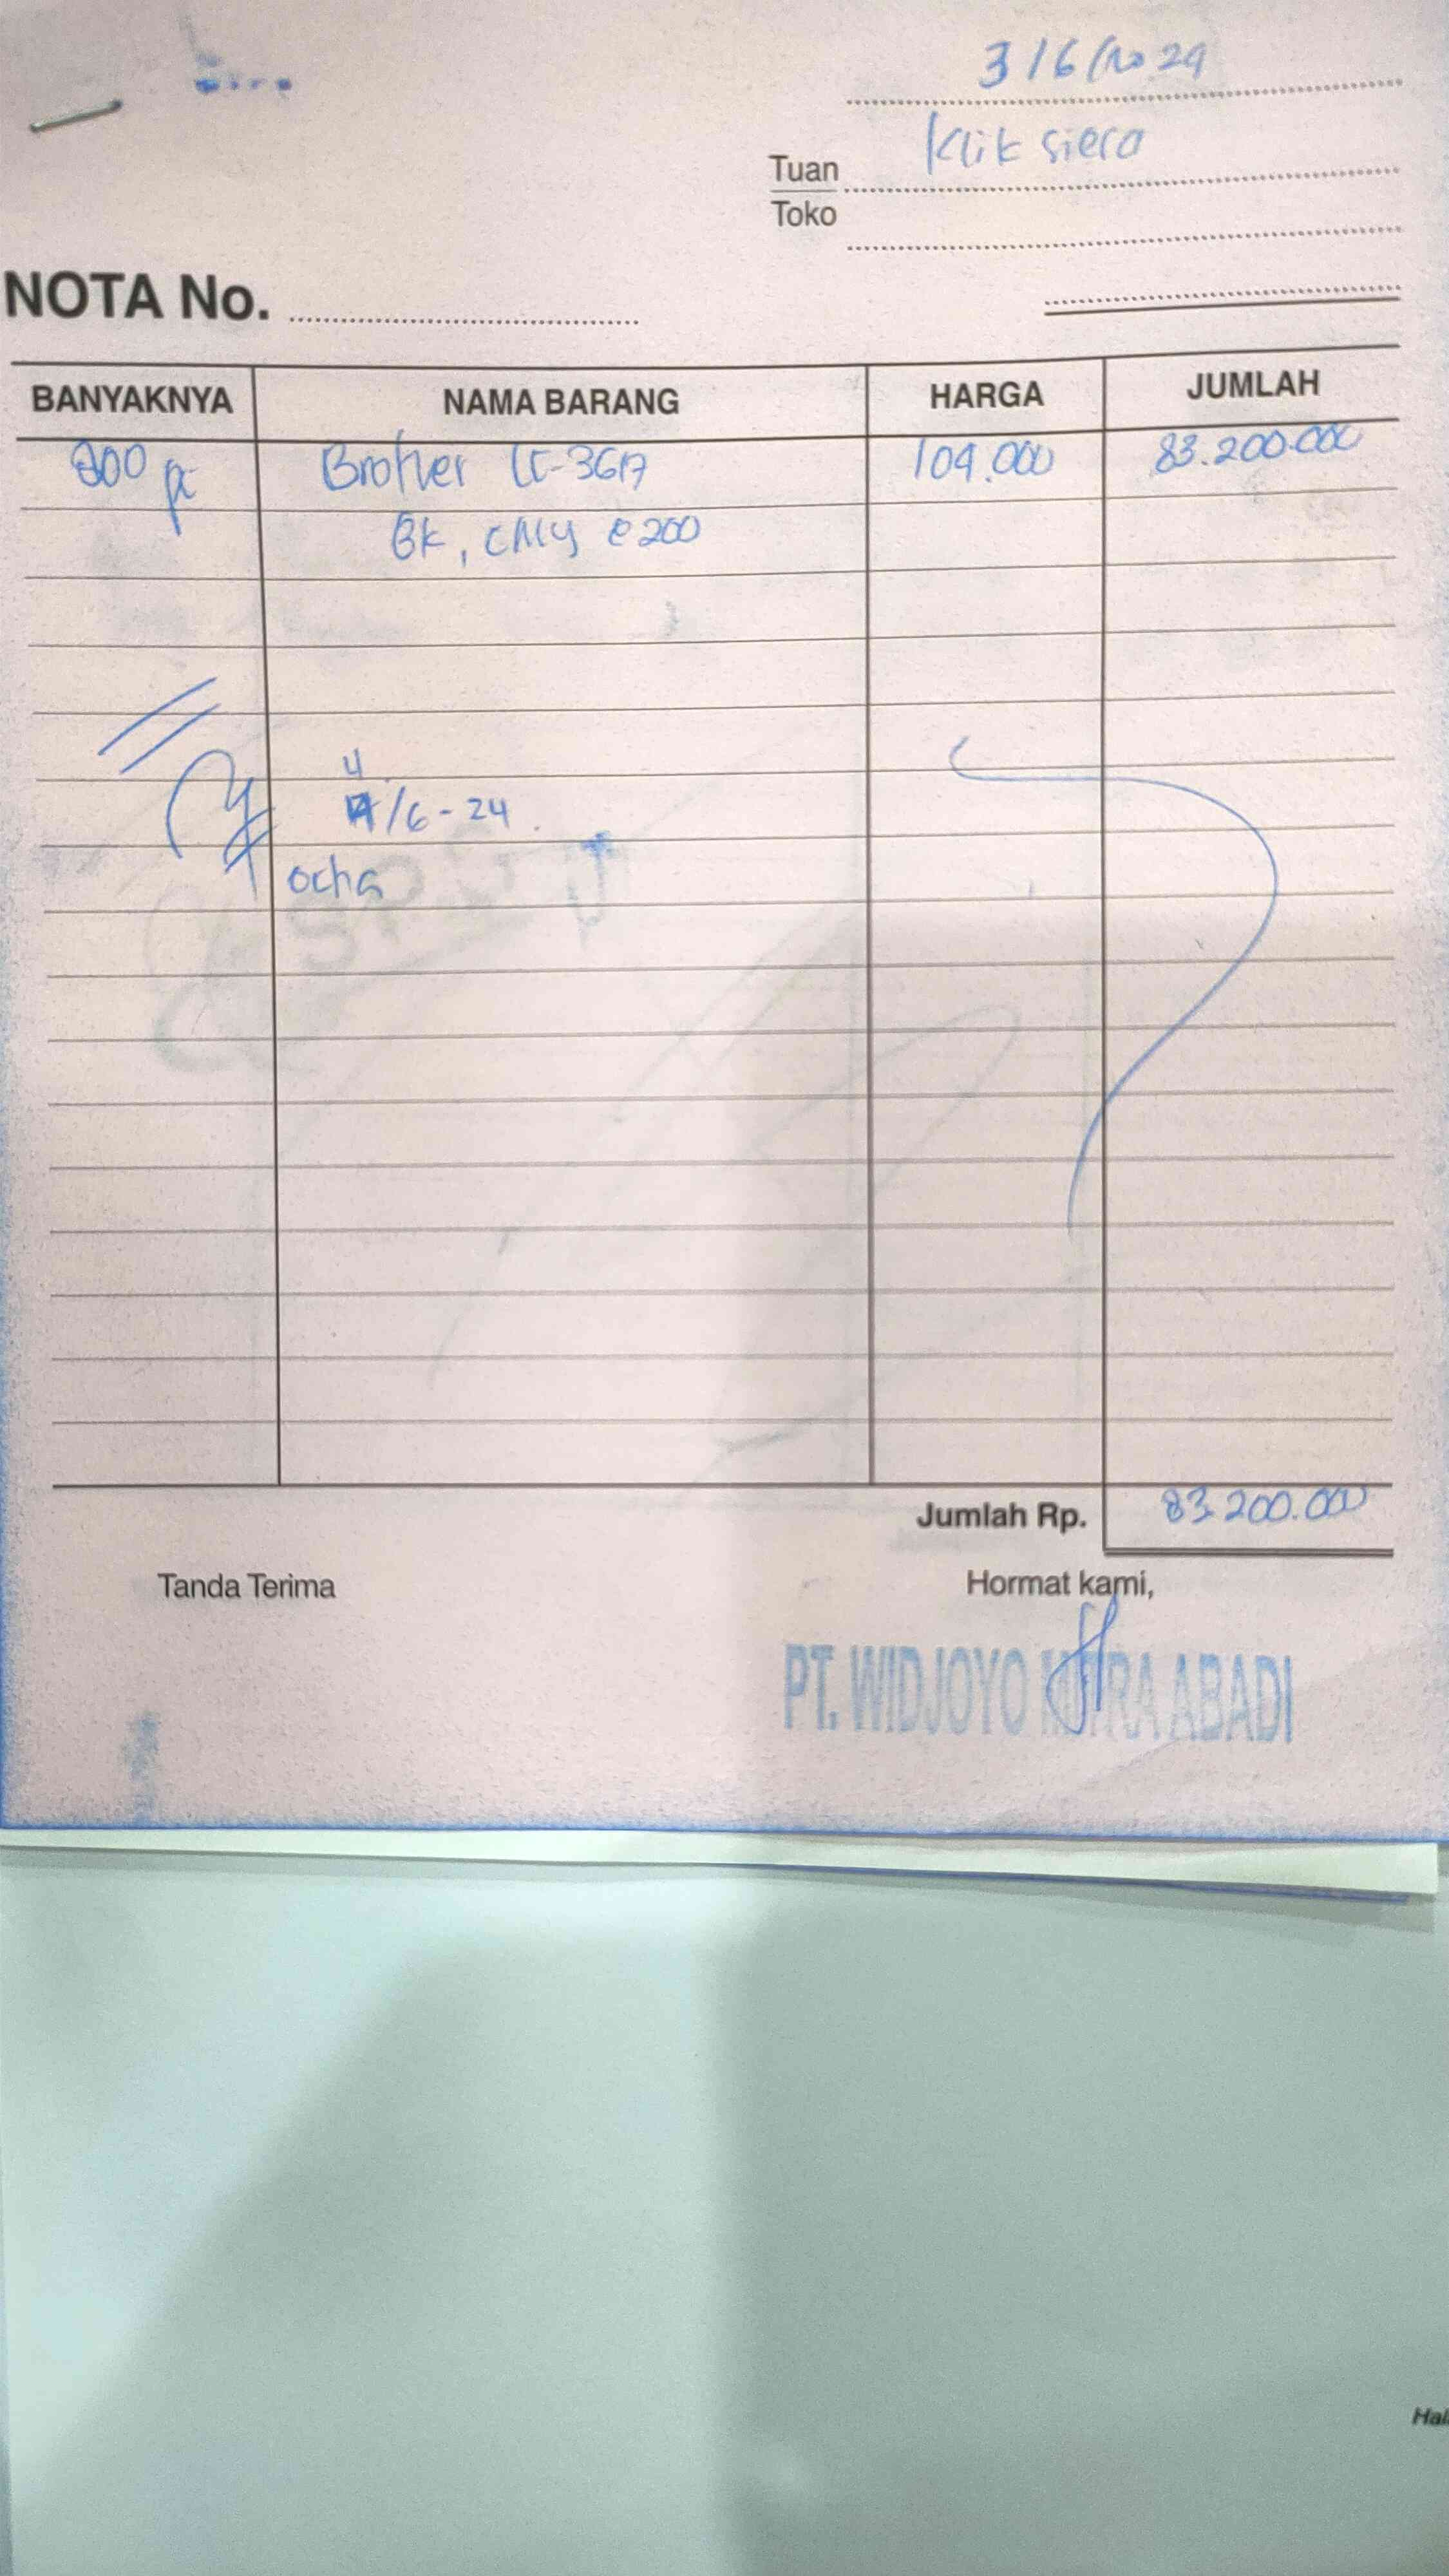 3/6/2024
Tuan Klik siera
Toko
NOTA No.
BANYAKNYA NAMA BARANG HARGA JUMLAH
800 pc Brother LC-3617 104.000 83.200.000
BK, CMY @200
4
/6-24
ocha
Jumlah Rp. 83.200.000
Tanda Terima Hormat kami,
PT. WIDJOYO MITRA ABADI